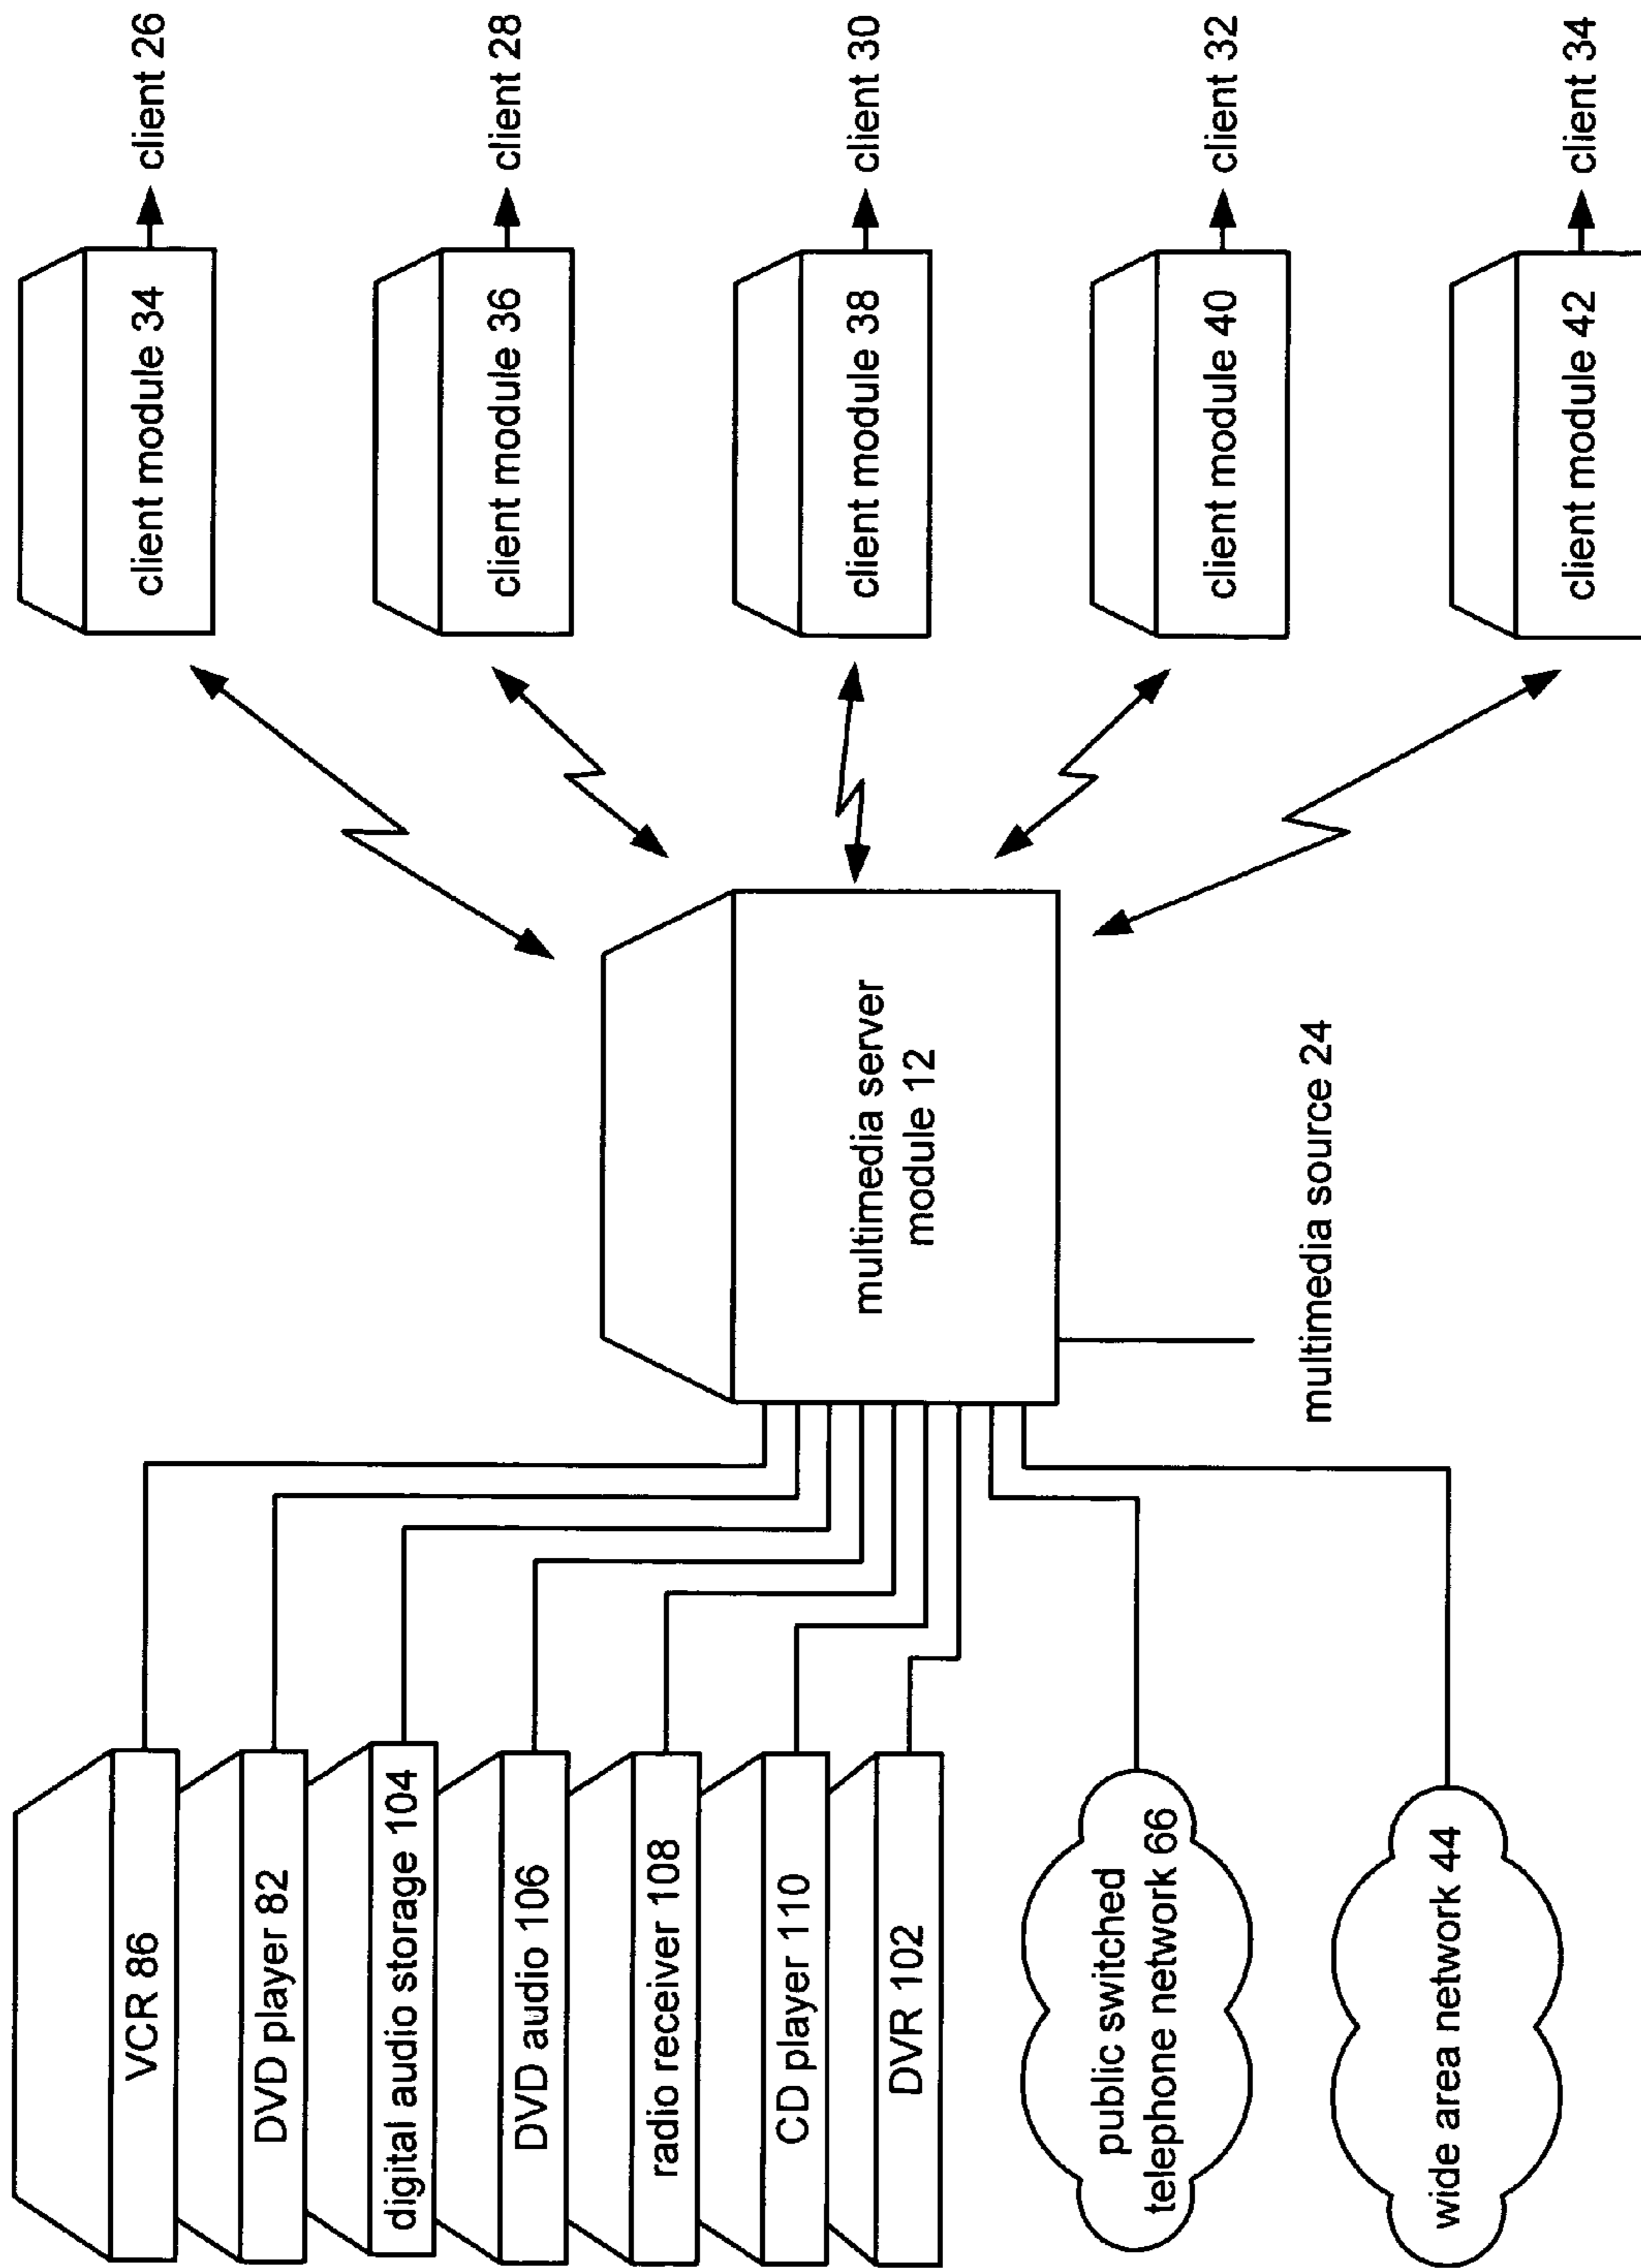 VCR 86
DVD player 82
digital audio storage 104
DVD audio 106
radio receiver 108
CD player 110
DVR 102
public switched
telephone network 66
wide area network 44
multimedia server
module 12
multimedia source 24
client module 34
client 26
client module 36
client 28
client module 38
client 30
client module 40
client 32
client module 42
client 34